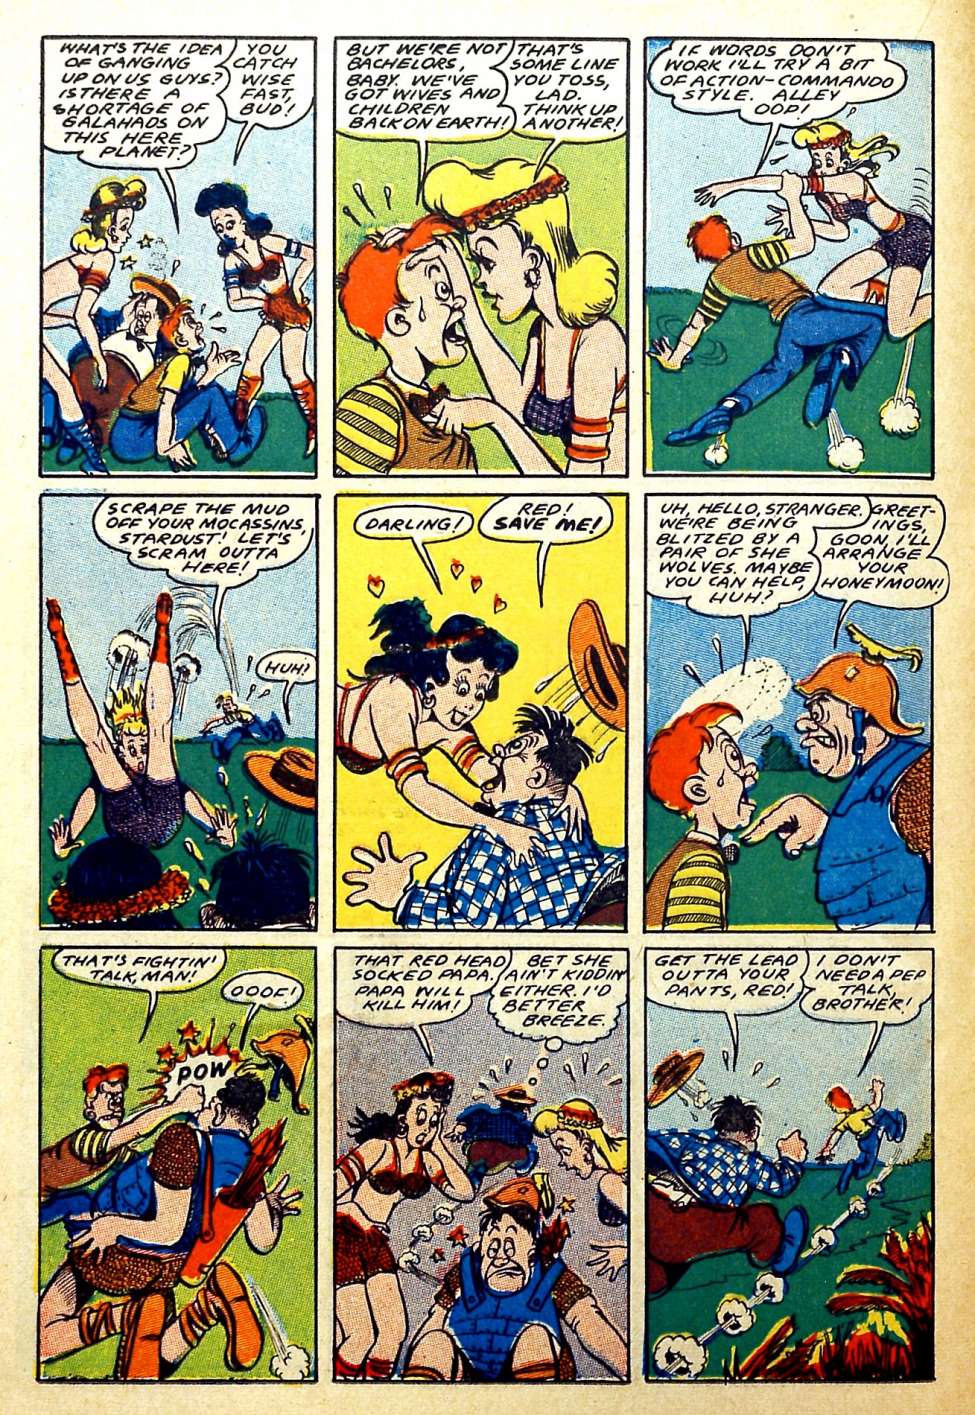 WHAT'S THE IDEA
OF GANGING
UP ON US GUYS?
IS THERE A
SHORTAGE OF
GALAHADS ON
THIS HERE
PLANET?
YOU
CATCH
WISE
FAST,
BUD!
BUT WE'RE NOT
BACHELORS,
BABY. WE'VE
GOT WIVES AND
CHILDREN
BACK ON EARTH!
THAT'S
SOME LINE
YOU TOSS,
LAD.
THINK UP
ANOTHER!
IF WORDS DON'T
WORK I'LL TRY A BIT
OF ACTION-COMMANDO
STYLE. ALLEY
OOP!
SCRAPE THE MUD
OFF YOUR MOCASSINS,
STARDUST! LET'S
SCRAM OUTTA
HERE!
HUH?
DARLING!
RED!
SAVE ME!
UH, HELLO, STRANGER.
WE'RE BEING
BLITZED BY A
PAIR OF SHE
WOLVES. MAYBE
YOU CAN HELP,
HUH?
GREET-
INGS,
GOON, I'LL
ARRANGE
YOUR
HONEYMOON!
THAT'S FIGHTIN'
TALK, MAN!
OOOF!
POW
THAT RED HEAD
SOCKED PAPA.
PAPA WILL
KILL HIM!
BET SHE
AIN'T KIDDIN'
EITHER. I'D
BETTER
BREEZE.
GET THE LEAD
OUTTA YOUR
PANTS, RED!
I DON'T
NEED A PEP
TALK,
BROTHER!